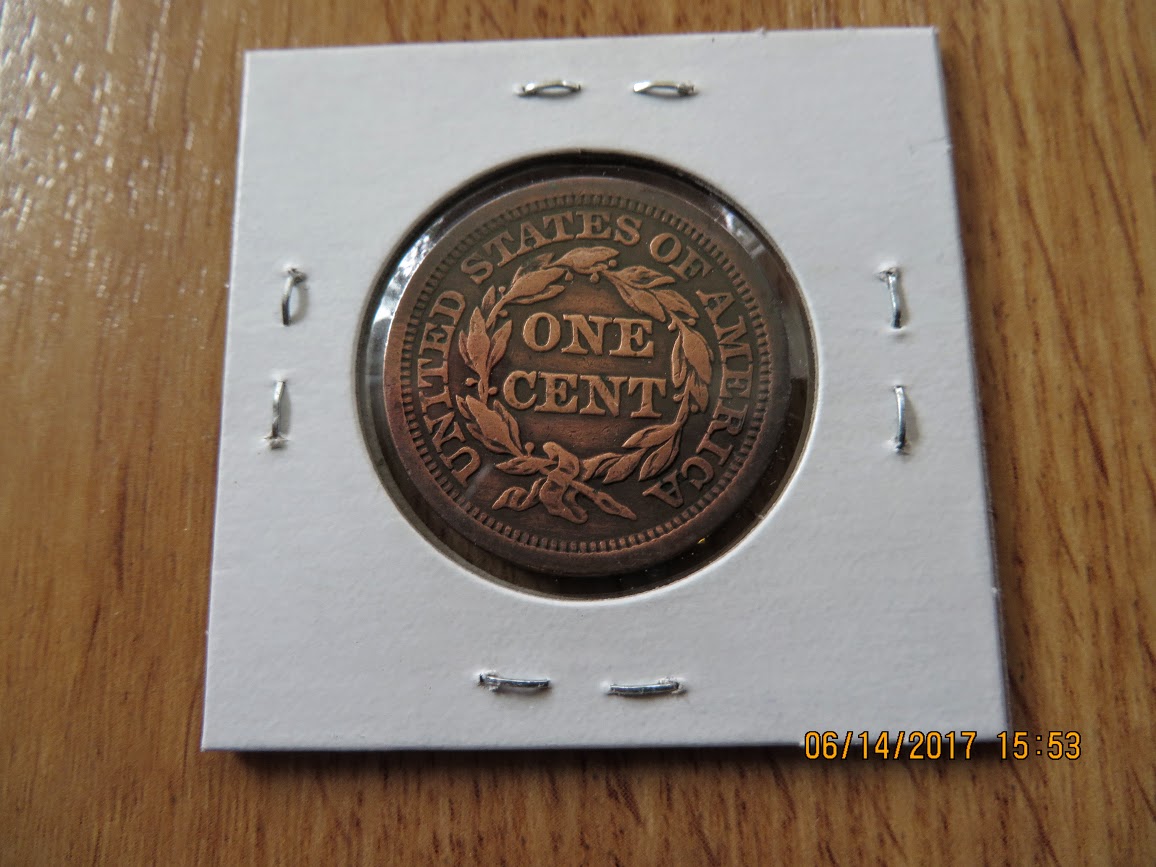 UNITED STATES OF AMERICA
ONE
CENT
06/14/2017 15:53